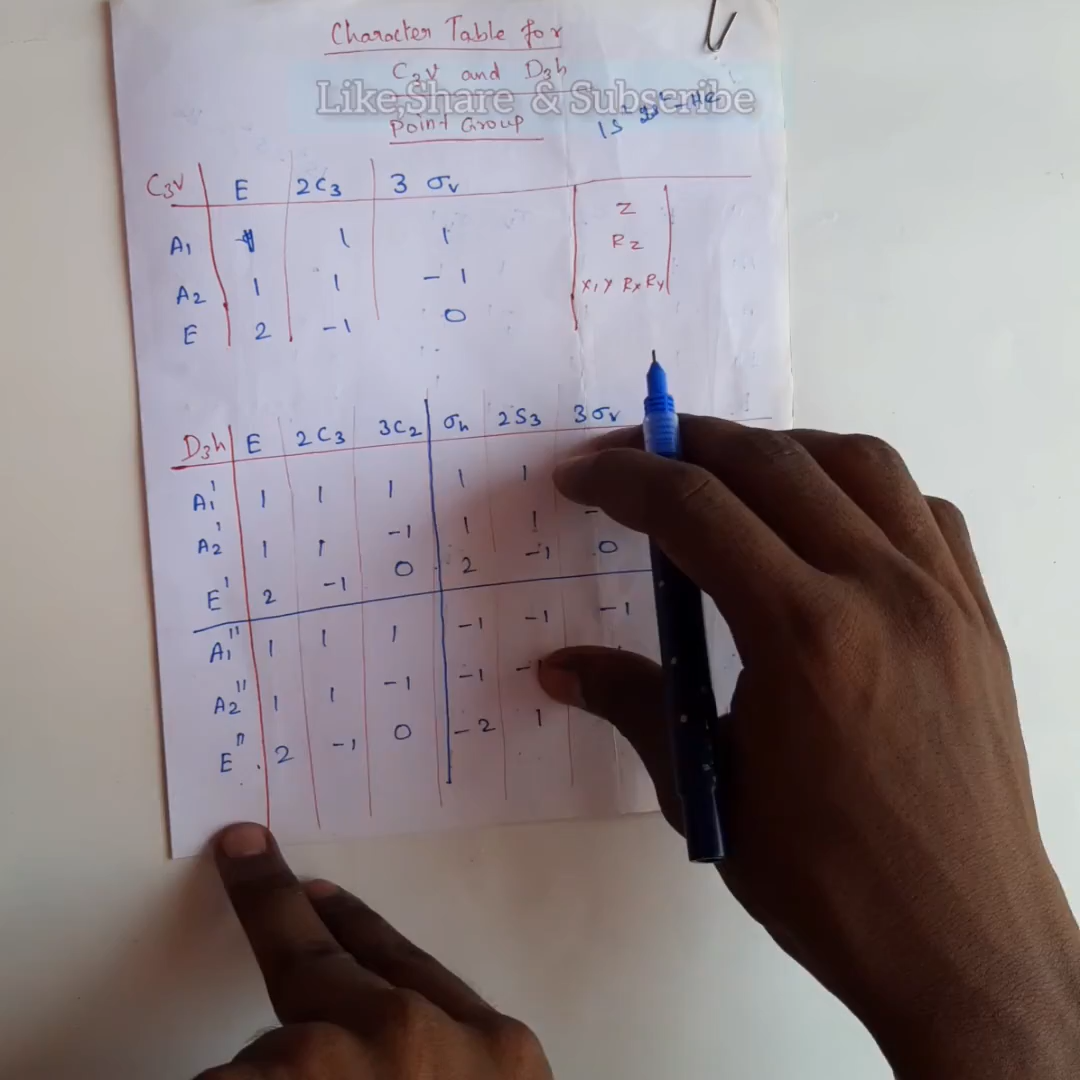 Character Table for
C3v and D3h
Like,Share & Subscribe
Point Group
1s²
C3v E 2C3 3 σv
A1 1 1 1 Z
A2 1 1 -1 Rz
E 2 -1 0 x,y Rx Ry
D3h E 2C3 3C2 σh 2S3 3σv
A1' 1 1 1 1 1
A2' 1 1 -1 1 1 -
E' 2 -1 0 2 -1 0
A1'' 1 1 1 -1 -1 -1
A2'' 1 1 -1 -1 -1
E'' 2 -1 0 -2 1